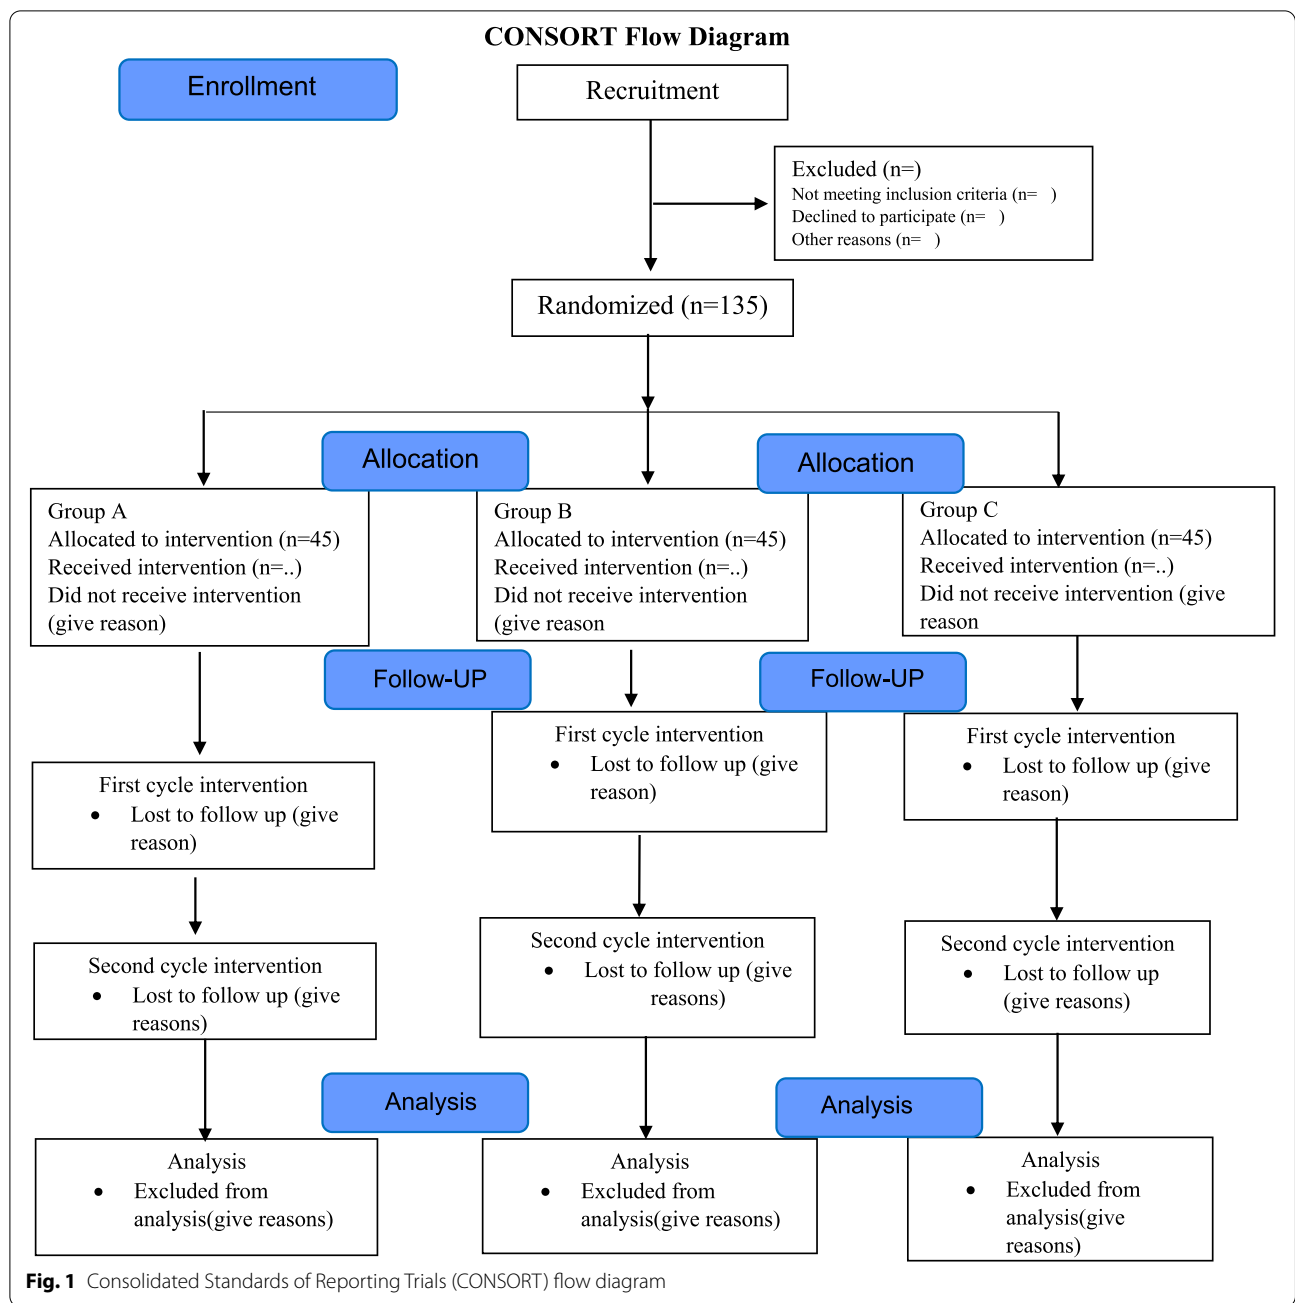 CONSORT Flow Diagram
Enrollment
Recruitment
Excluded (n=)
Not meeting inclusion criteria (n=   )
Declined to participate (n=   )
Other reasons (n=   )
Randomized (n=135)
Allocation
Allocation
Group A
Allocated to intervention (n=45)
Received intervention (n=..)
Did not receive intervention
(give reason)
Group B
Allocated to intervention (n=45)
Received intervention (n=..)
Did not receive intervention
(give reason
Group C
Allocated to intervention (n=45)
Received intervention (n=..)
Did not receive intervention (give
reason
Follow-UP
Follow-UP
First cycle intervention
• Lost to follow up (give
reason)
First cycle intervention
• Lost to follow up (give
reason)
First cycle intervention
• Lost to follow up (give
reason)
Second cycle intervention
• Lost to follow up (give
reasons)
Second cycle intervention
• Lost to follow up (give
reasons)
Second cycle intervention
• Lost to follow up
(give reasons)
Analysis
Analysis
Analysis
• Excluded from
analysis(give reasons)
Analysis
• Excluded from
analysis(give reasons)
Analysis
• Excluded from
analysis(give
reasons)
Fig. 1 Consolidated Standards of Reporting Trials (CONSORT) flow diagram